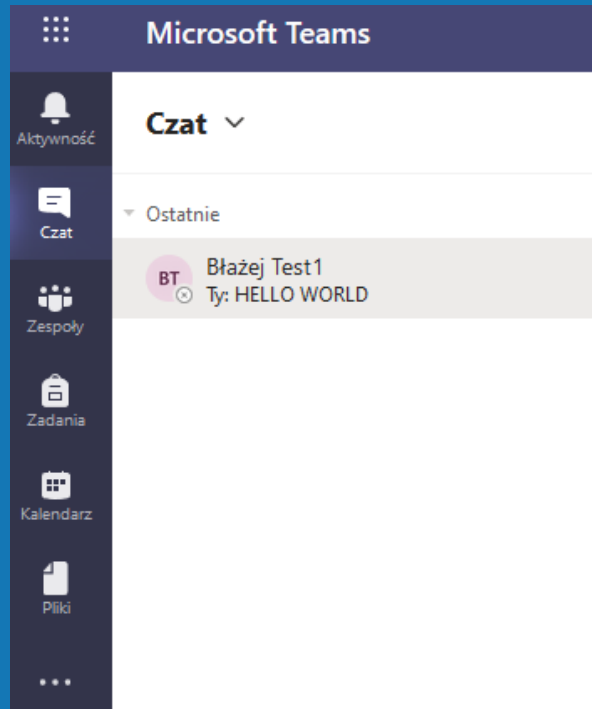 Microsoft Teams
Aktywność
Czat
Zespoły
Zadania
Kalendarz
Pliki
Czat
Ostatnie
BT
Błażej Test1
Ty: HELLO WORLD